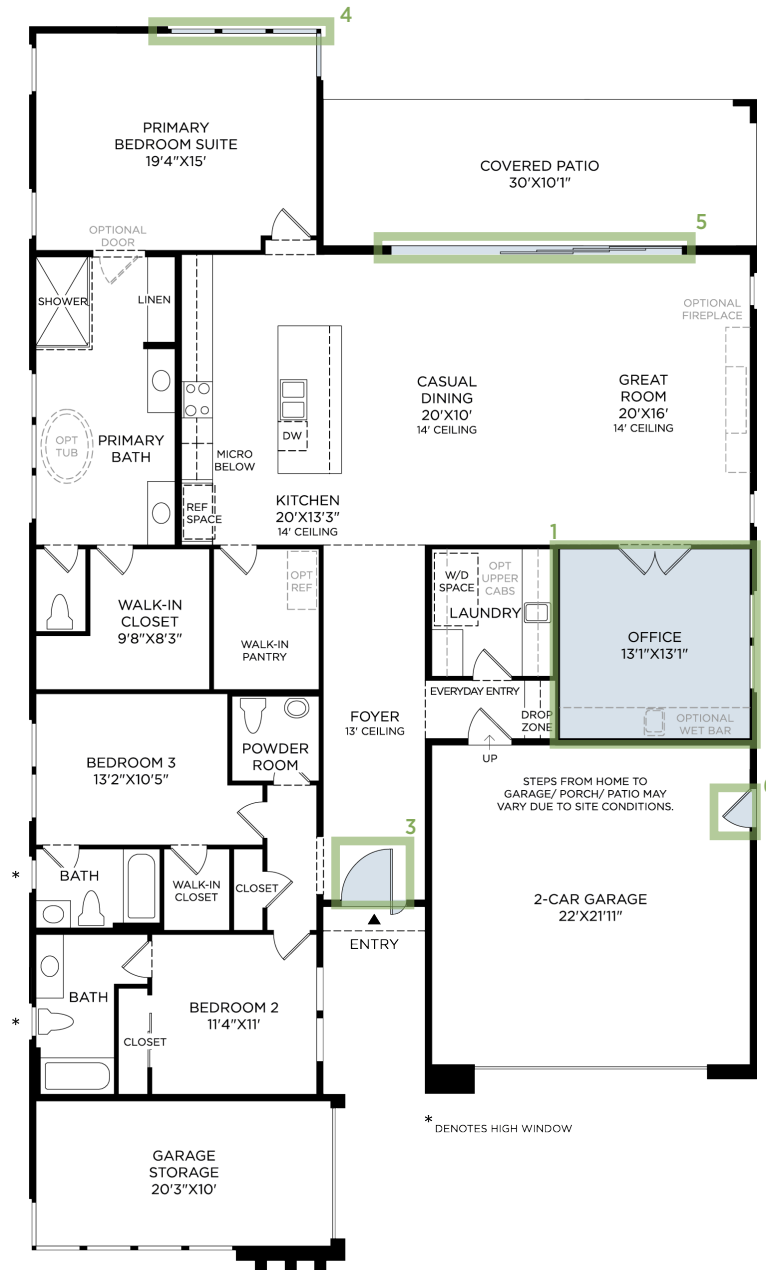 4
PRIMARY
BEDROOM SUITE
19'4"X15'
COVERED PATIO
30'X10'1"
5
OPTIONAL
DOOR
SHOWER
LINEN
OPTIONAL
FIREPLACE
CASUAL
DINING
20'X10'
14' CEILING
GREAT
ROOM
20'X16'
14' CEILING
OPT
TUB
PRIMARY
BATH
DW
MICRO
BELOW
REF
SPACE
KITCHEN
20'X13'3"
14' CEILING
1
WALK-IN
CLOSET
9'8"X8'3"
OPT
REF
WALK-IN
PANTRY
W/D
SPACE
OPT
UPPER
CABS
LAUNDRY
OFFICE
13'1"X13'1"
EVERYDAY ENTRY
DROP
ZONE
OPTIONAL
WET BAR
FOYER
13' CEILING
POWDER
ROOM
BEDROOM 3
13'2"X10'5"
UP
STEPS FROM HOME TO
GARAGE/ PORCH/ PATIO MAY
VARY DUE TO SITE CONDITIONS.
3
* BATH
WALK-IN
CLOSET
CLOSET
2-CAR GARAGE
22'X21'11"
ENTRY
BATH
*
BEDROOM 2
11'4"X11'
CLOSET
* DENOTES HIGH WINDOW
GARAGE
STORAGE
20'3"X10'